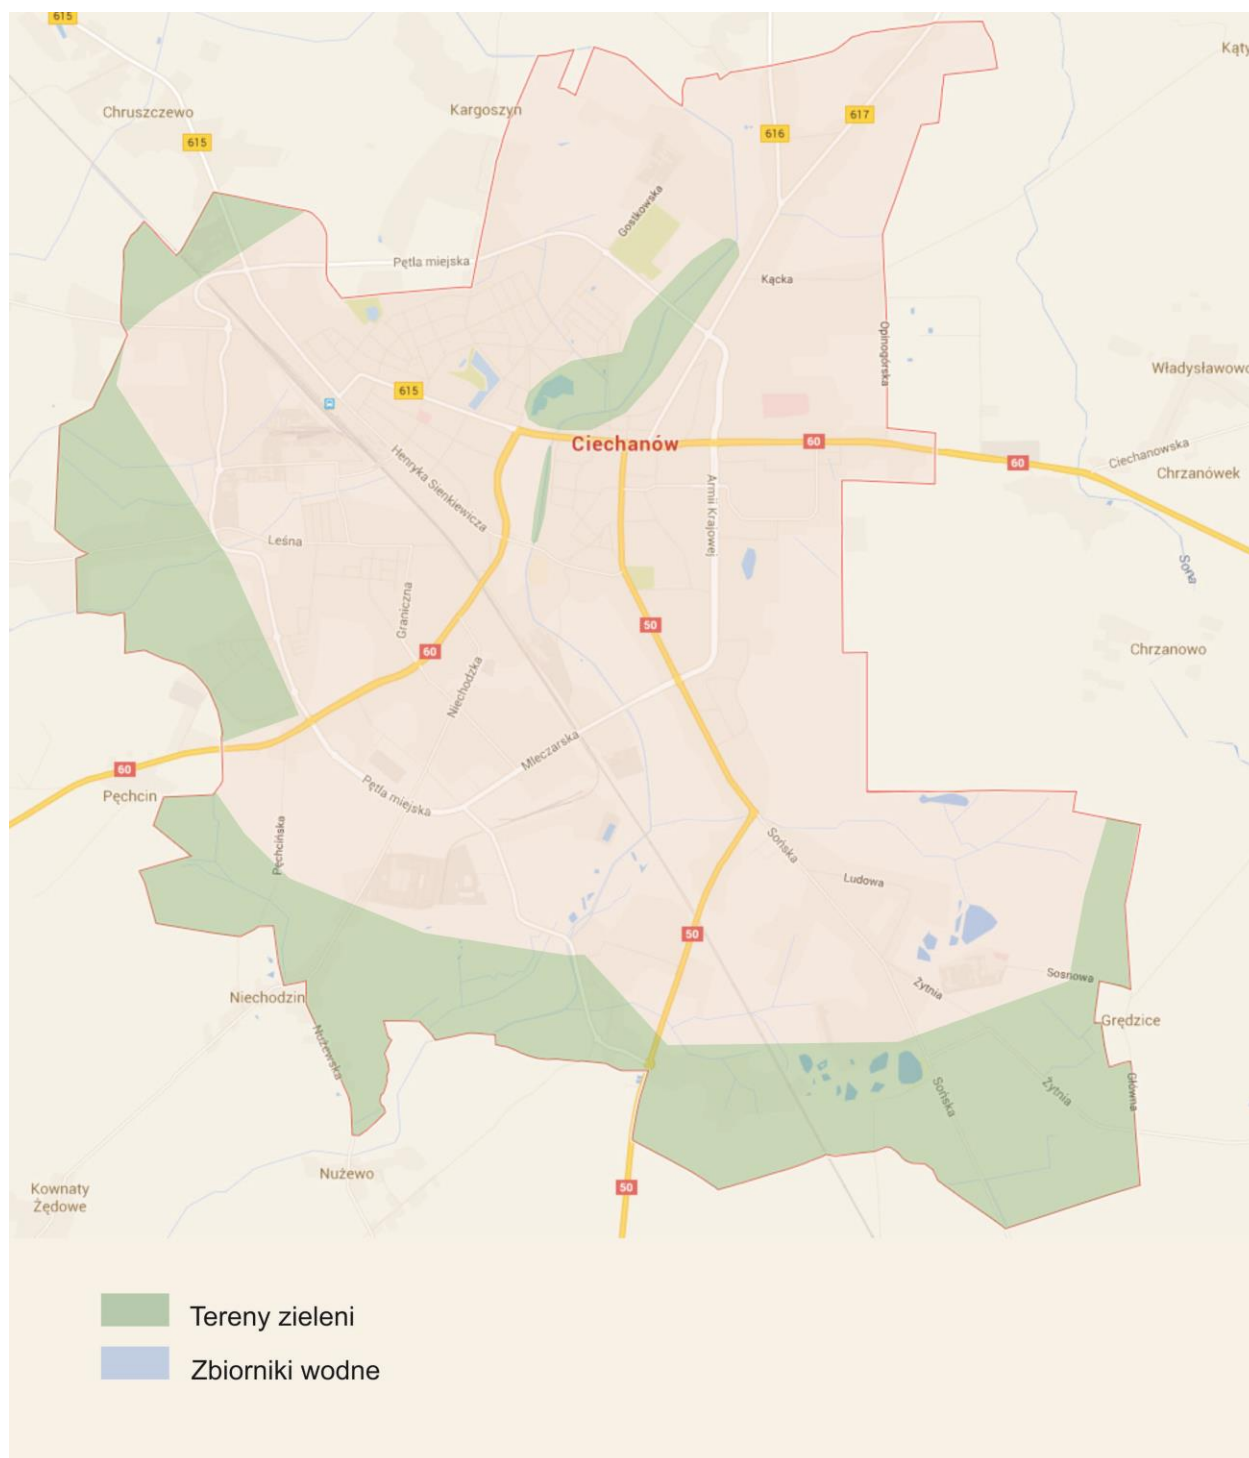 615
Kąty
Chruszczewo
Kargoszyn
617
616
615
Gostkowska
Pętla miejska
Kącka
Opinogórska
Władysławowo
615
Ciechanów
60
60
Ciechanowska
Chrzanówek
Henryka Sienkiewicza
Armii Krajowej
Leśna
Sona
Graniczna
50
60
Chrzanowo
Niechodzka
Mleczarska
60
Pęchcin
Pętla miejska
Pęchcińska
Sońska
Ludowa
50
Sosnowa
Żytnia
Niechodzin
Grędzice
Nużewska
Sońska
Żytnia
Główna
Nużewo
50
Kownaty
Żędowe
Tereny zieleni
Zbiorniki wodne